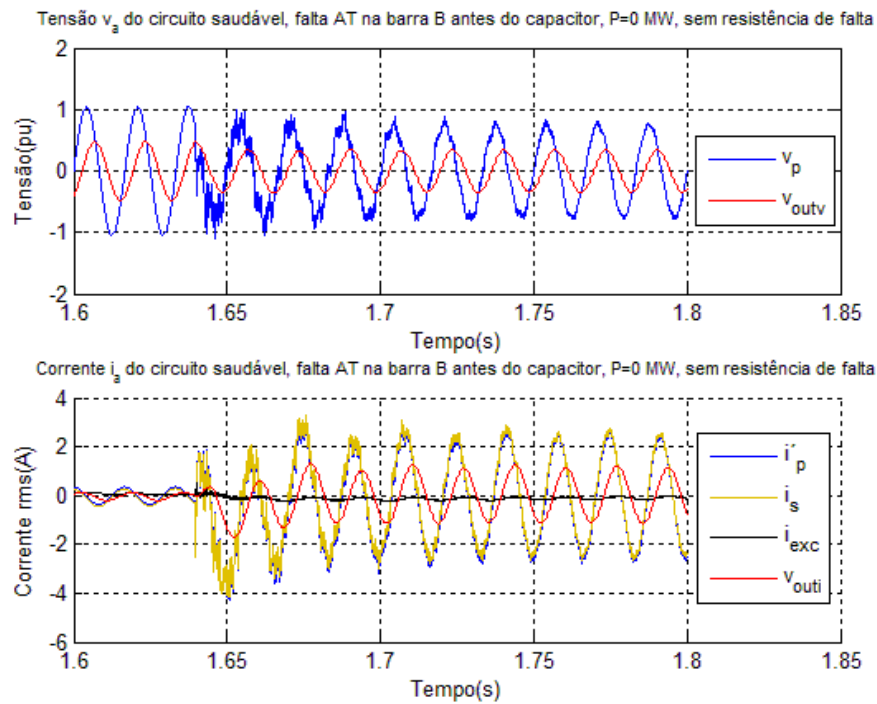 Tensão v_a do circuito saudável, falta AT na barra B antes do capacitor, P=0 MW, sem resistência de falta
2
1
0
-1
-2
Tensão(pu)
v_p
v_outv
1.6
1.65
1.7
1.75
1.8
1.85
Tempo(s)
Corrente i_a do circuito saudável, falta AT na barra B antes do capacitor, P=0 MW, sem resistência de falta
4
2
0
-2
-4
-6
Corrente rms(A)
i´_p
i_s
i_exc
v_outi
1.6
1.65
1.7
1.75
1.8
1.85
Tempo(s)